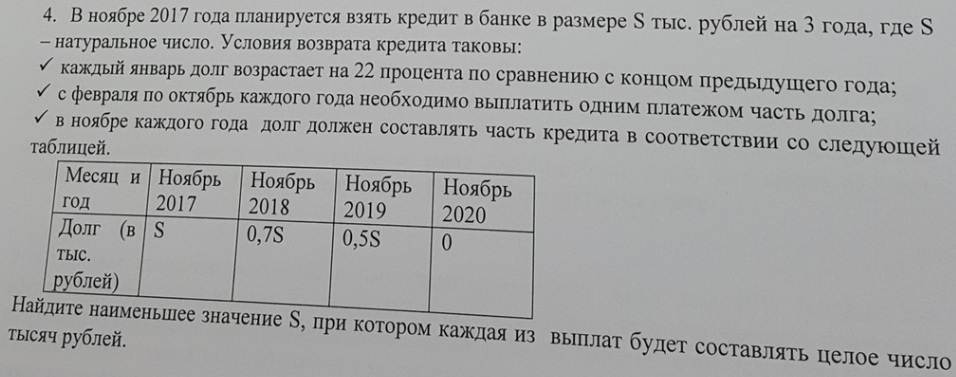 4. В ноябре 2017 года планируется взять кредит в банке в размере S тыс. рублей на 3 года, где S
– натуральное число. Условия возврата кредита таковы:
✓ каждый январь долг возрастает на 22 процента по сравнению с концом предыдущего года;
✓ с февраля по октябрь каждого года необходимо выплатить одним платежом часть долга;
✓ в ноябре каждого года долг должен составлять часть кредита в соответствии со следующей
таблицей.
Месяц и год Ноябрь 2017 Ноябрь 2018 Ноябрь 2019 Ноябрь 2020
Долг (в тыс. рублей) S 0,7S 0,5S 0
Найдите наименьшее значение S, при котором каждая из выплат будет составлять целое число
тысяч рублей.